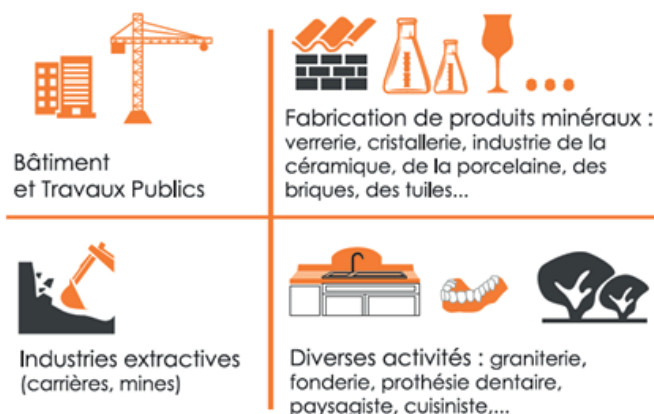 Bâtiment
et Travaux Publics
Fabrication de produits minéraux :
verrerie, cristallerie, industrie de la
céramique, de la porcelaine, des
briques, des tuiles...
Industries extractives
(carrières, mines)
Diverses activités : graniterie,
fonderie, prothésie dentaire,
paysagiste, cuisiniste,...